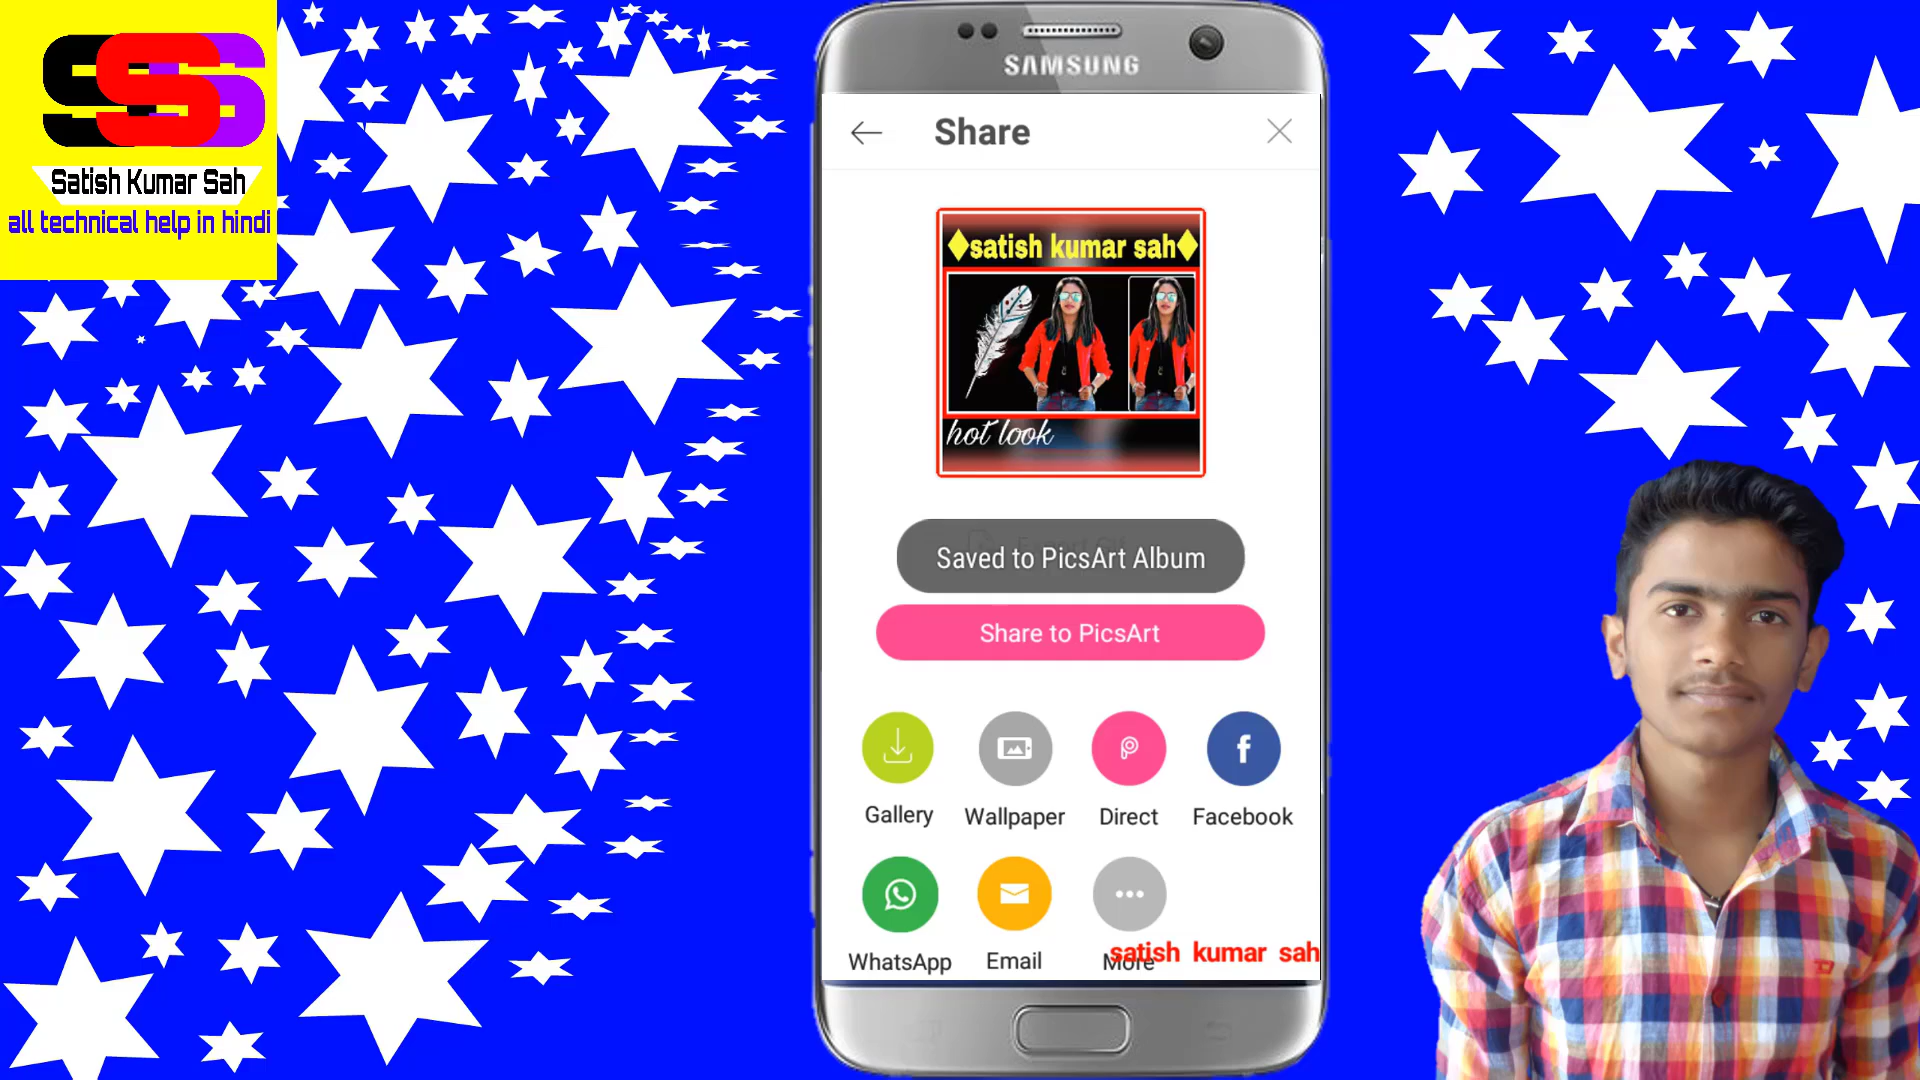 SSS
Satish Kumar Sah
all technical help in hindi
SAMSUNG
Share
♦satish kumar sah♦
hot look
Saved to PicsArt Album
Share to PicsArt
Gallery
Wallpaper
Direct
Facebook
WhatsApp
Email
More
satish kumar sah